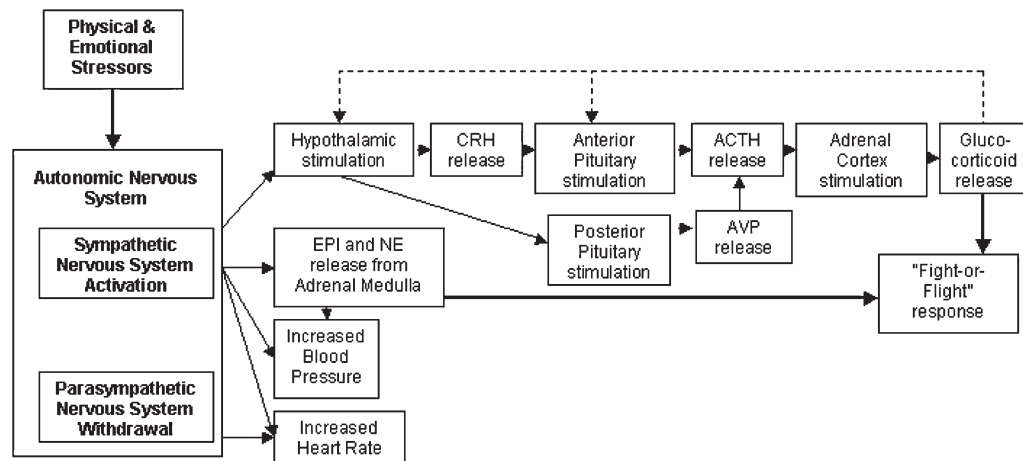 Physical &
Emotional
Stressors
Autonomic Nervous
System
Sympathetic
Nervous System
Activation
Parasympathetic
Nervous System
Withdrawal
Hypothalamic
stimulation
CRH
release
Anterior
Pituitary
stimulation
ACTH
release
Adrenal
Cortex
stimulation
Gluco-
corticoid
release
Posterior
Pituitary
stimulation
AVP
release
EPI and NE
release from
Adrenal Medulla
"Fight-or-
Flight"
response
Increased
Blood
Pressure
Increased
Heart Rate